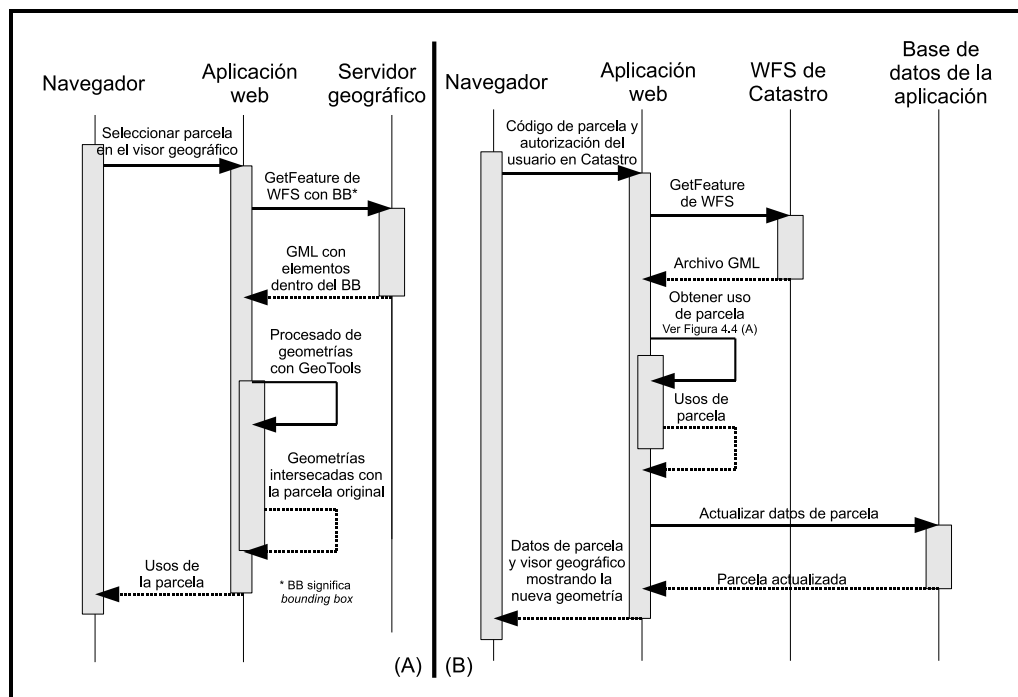 Navegador
Aplicación
web
Servidor
geográfico
Seleccionar parcela
en el visor geográfico
GetFeature de
WFS con BB*
GML con
elementos
dentro del BB
Procesado de
geometrías
con GeoTools
Geometrías
intersecadas con
la parcela original
Usos de
la parcela
* BB significa
bounding box
(A)
Navegador
Aplicación
web
WFS de
Catastro
Base de
datos de la
aplicación
Código de parcela y
autorización del
usuario en Catastro
GetFeature
de WFS
Archivo GML
Obtener uso
de parcela
Ver Figura 4.4 (A)
Usos de
parcela
Actualizar datos de parcela
Datos de parcela
y visor geográfico
mostrando la
nueva geometría
Parcela actualizada
(B)